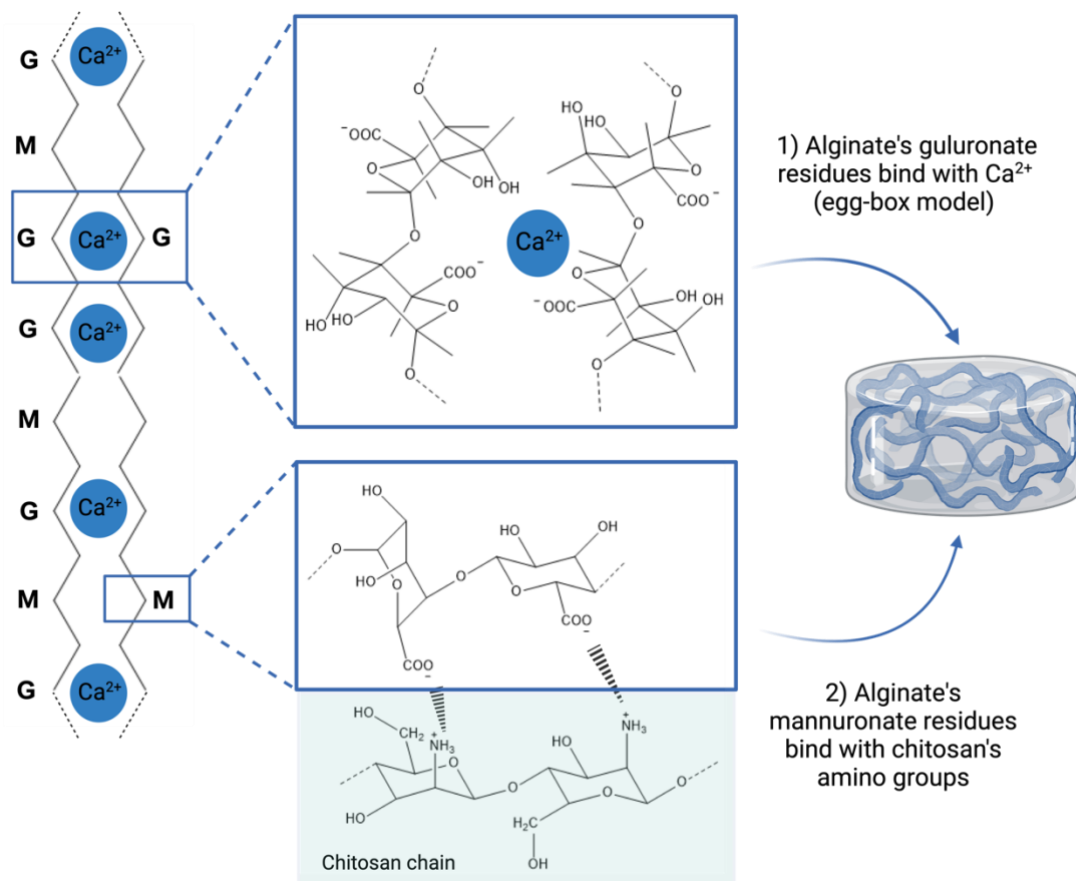 G
Ca²⁺
M
G
Ca²⁺
G
G
Ca²⁺
M
G
Ca²⁺
M
M
G
Ca²⁺
O
⁻OOC
O
OH
OH
O
COO⁻
O
HO
HO
O
HO
HO
O
O
COO⁻
O
Ca²⁺
O
⁻OOC
OH
OH
O
HO
O
HO
O
O
COO⁻
HO
OH
O
COO⁻
HO
CH₂
⁺NH₃
O
HO
O
HO
⁺NH₃
O
O
H₂C
OH
Chitosan chain
1) Alginate's guluronate
residues bind with Ca²⁺
(egg-box model)
2) Alginate's
mannuronate residues
bind with chitosan's
amino groups